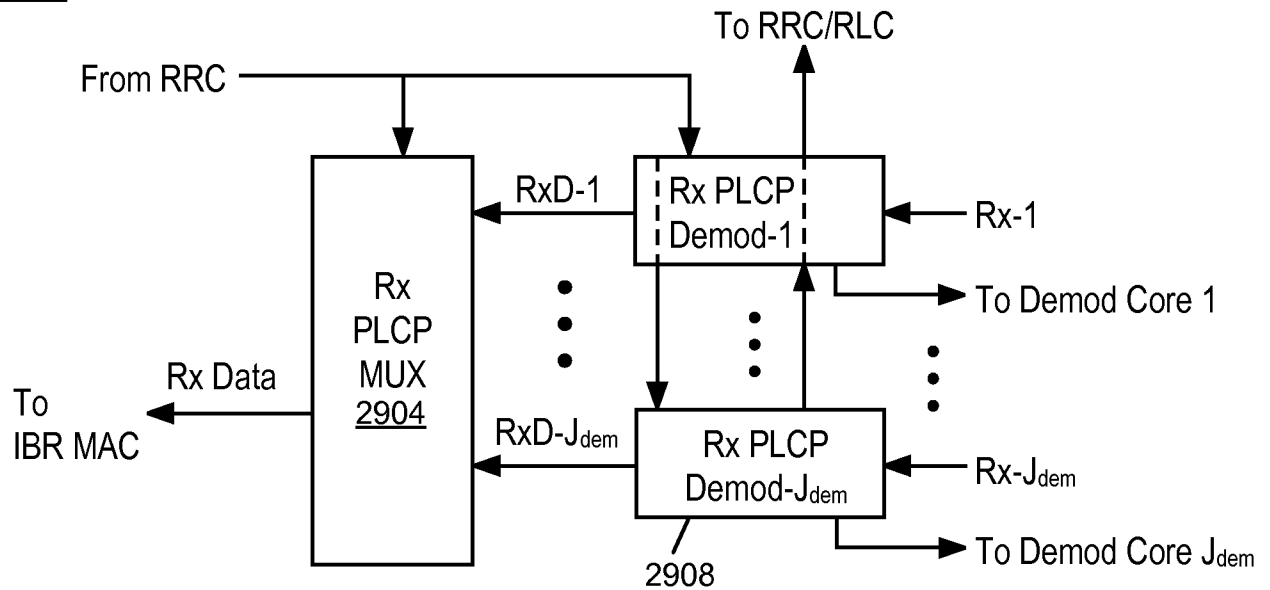 To RRC/RLC
From RRC
RxD-1
Rx PLCP
Demod-1
Rx-1
To Demod Core 1
Rx
PLCP
MUX
2904
Rx Data
To
IBR MAC
RxD-Jdem
Rx PLCP
Demod-Jdem
Rx-Jdem
To Demod Core Jdem
2908